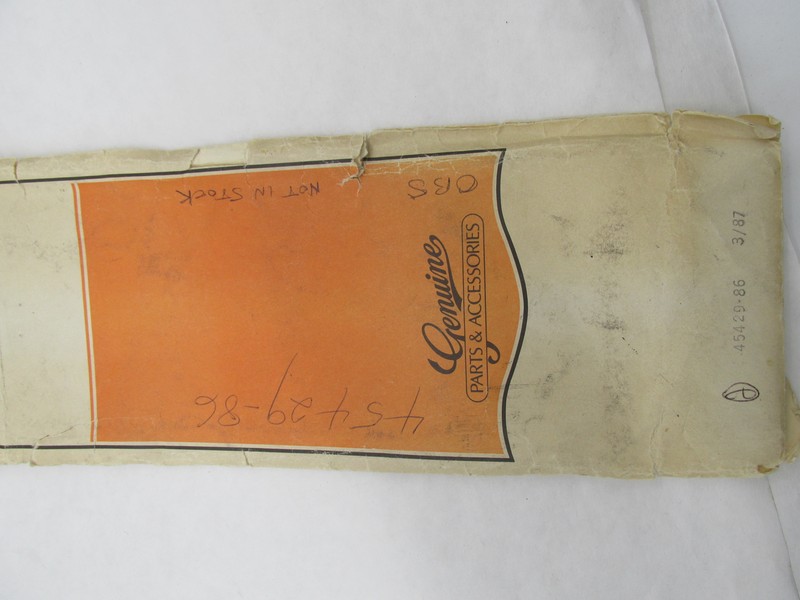 Genuine
PARTS & ACCESSORIES
45429-86 3/87
A
OBS
NOT IN STOCK
45429-86